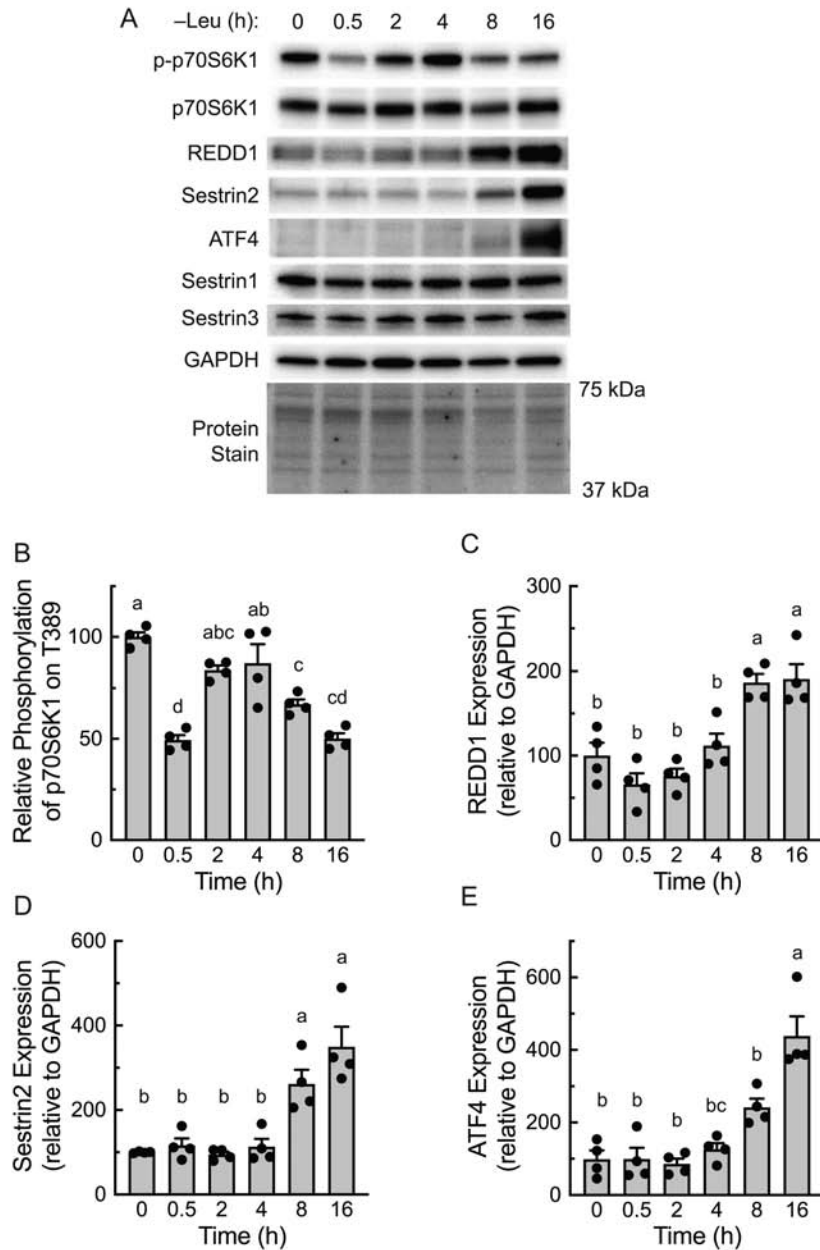 A
–Leu (h): 0 0.5 2 4 8 16
p-p70S6K1
p70S6K1
REDD1
Sestrin2
ATF4
Sestrin1
Sestrin3
GAPDH
75 kDa
Protein
Stain
37 kDa
B
Relative Phosphorylation
of p70S6K1 on T389
100
50
0
a d abc ab c cd
0 0.5 2 4 8 16
Time (h)
C
REDD1 Expression
(relative to GAPDH)
300
200
100
0
b b b b a a
0 0.5 2 4 8 16
Time (h)
D
Sestrin2 Expression
(relative to GAPDH)
600
400
200
0
b b b b a a
0 0.5 2 4 8 16
Time (h)
E
ATF4 Expression
(relative to GAPDH)
600
400
200
0
b b b bc b a
0 0.5 2 4 8 16
Time (h)